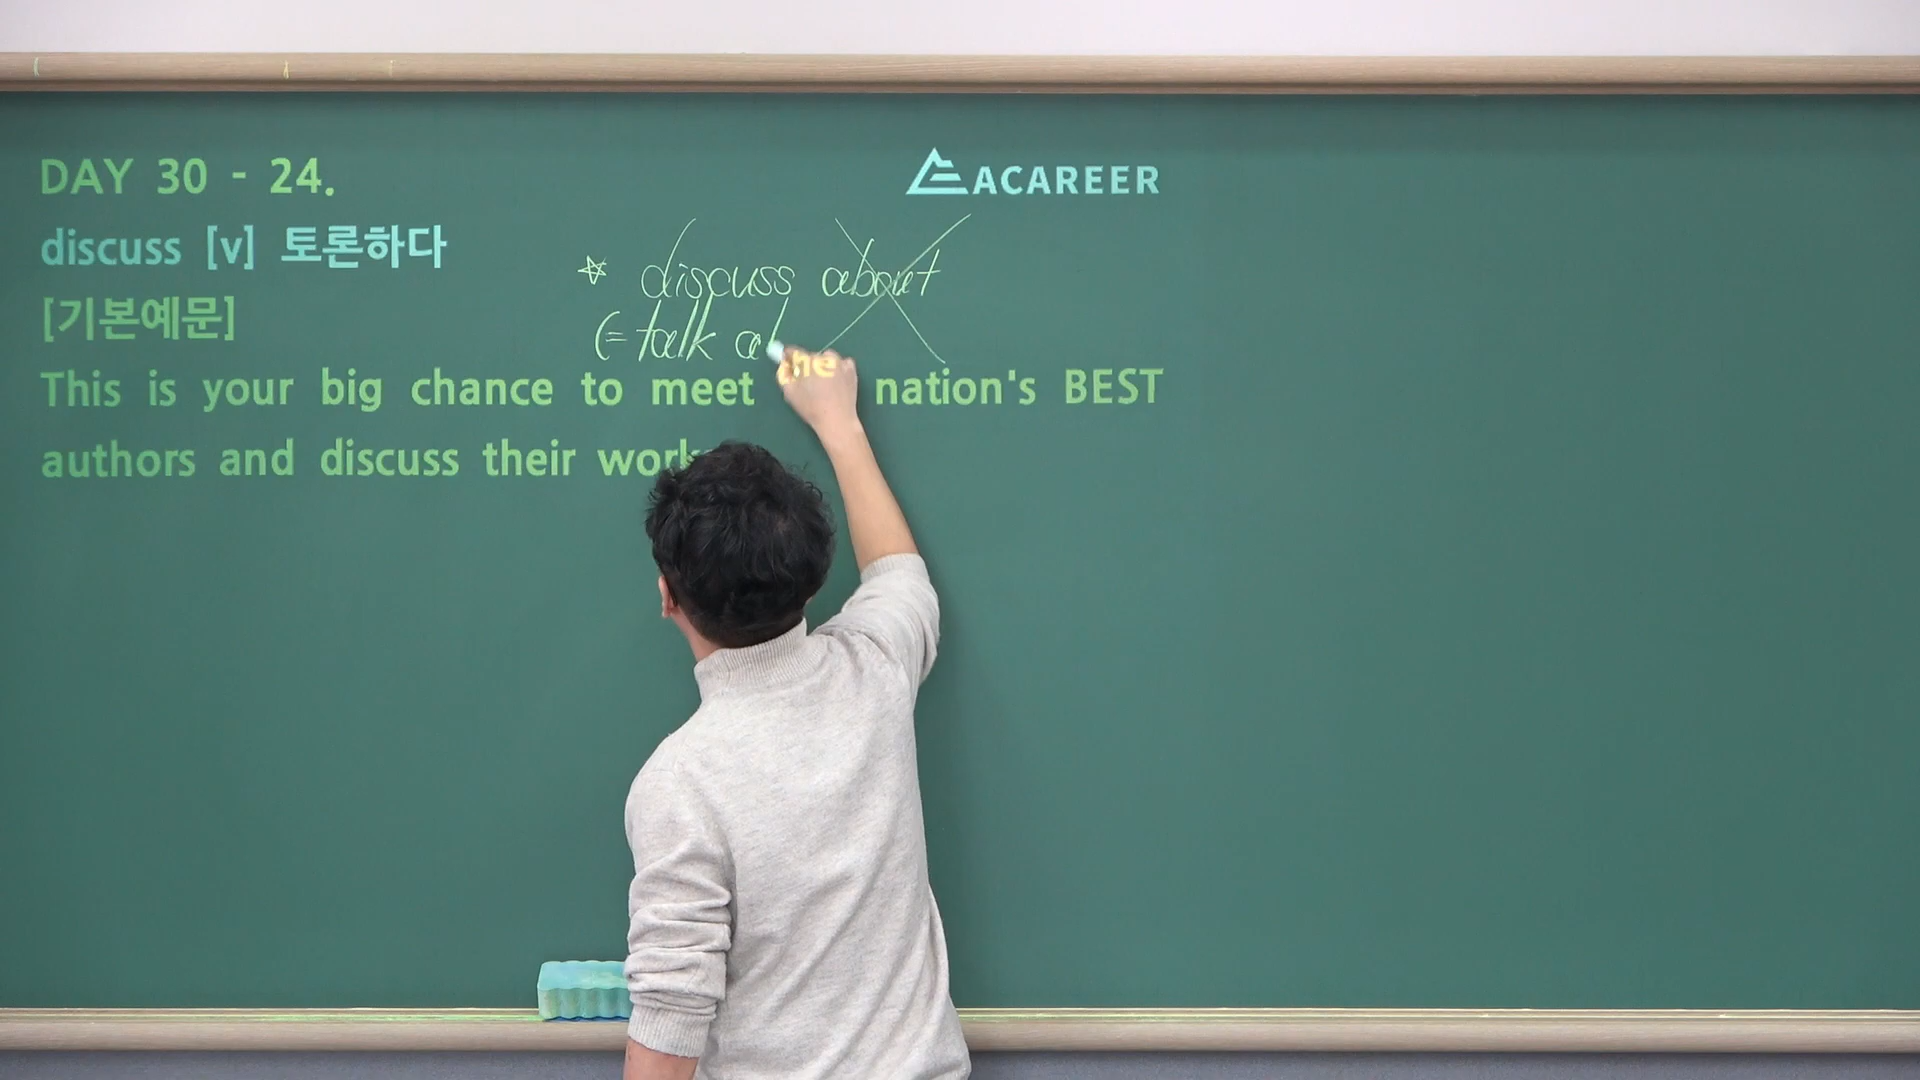 DAY 30 - 24.
ACAREER
discuss [v] 토론하다
☆ discuss about
[기본예문]
(= talk
This is your big chance to meet the nation's BEST
authors and discuss their work